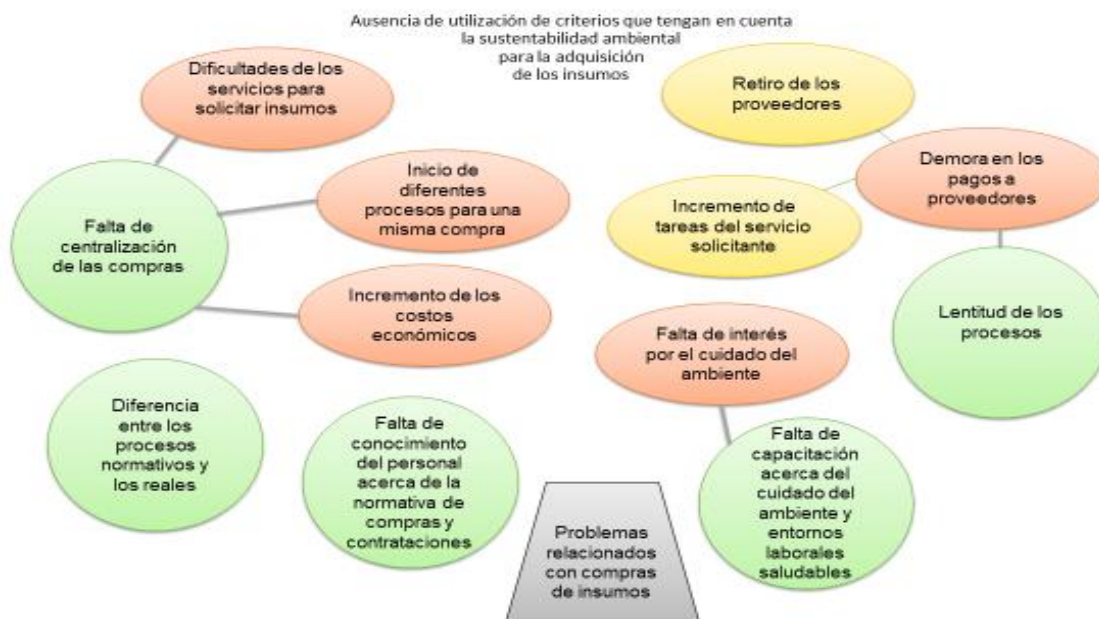 Ausencia de utilización de criterios que tengan en cuenta
la sustentabilidad ambiental
para la adquisición
de los insumos
Dificultades de los
servicios para
solicitar insumos
Retiro de los
proveedores
Inicio de
diferentes
procesos para una
misma compra
Demora en los
pagos a
proveedores
Falta de
centralización
de las compras
Incremento de
tareas del servicio
solicitante
Incremento de los
costos
económicos
Lentitud de los
procesos
Falta de interés
por el cuidado del
ambiente
Diferencia
entre los
procesos
normativos y
los reales
Falta de
conocimiento
del personal
acerca de la
normativa de
compras y
contrataciones
Falta de
capacitación
acerca del
cuidado del
ambiente y
entornos
laborales
saludables
Problemas
relacionados
con compras
de insumos